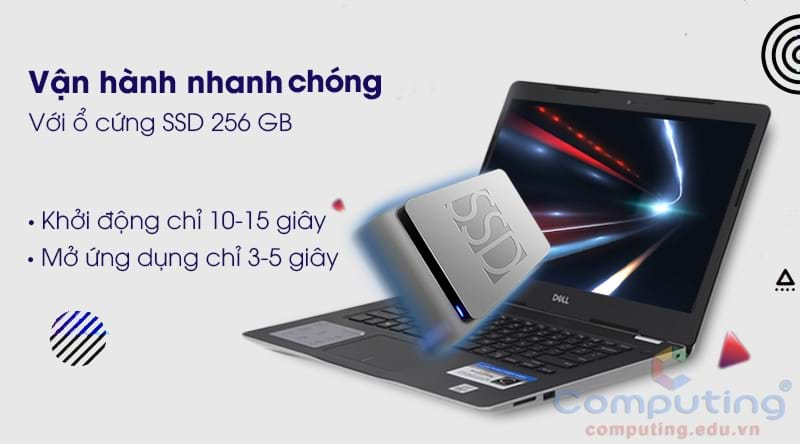 Vận hành nhanh chóng
Với ổ cứng SSD 256 GB
• Khởi động chỉ 10-15 giây
• Mở ứng dụng chỉ 3-5 giây
SSD
DELL
Computing®
computing.edu.vn